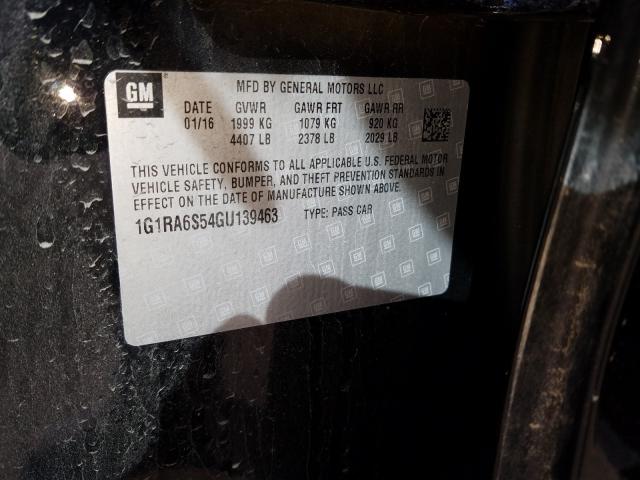 GM
MFD BY GENERAL MOTORS LLC
DATE GVWR GAWR FRT GAWR RR
01/16 1999 KG 1079 KG 920 KG
4407 LB 2378 LB 2029 LB
THIS VEHICLE CONFORMS TO ALL APPLICABLE U.S. FEDERAL MOTOR
VEHICLE SAFETY, BUMPER, AND THEFT PREVENTION STANDARDS IN
EFFECT ON THE DATE OF MANUFACTURE SHOWN ABOVE.
1G1RA6S54GU139463 TYPE: PASS CAR